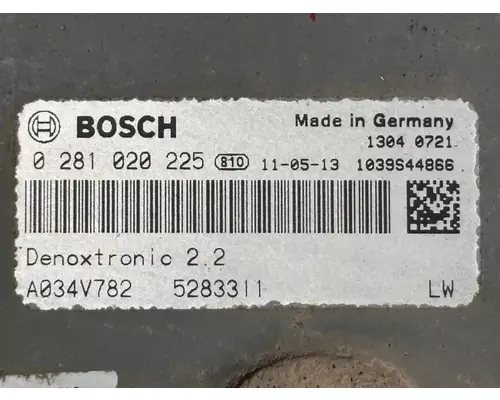 BOSCH Made in Germany
1304 0721
0 281 020 225 810 11-05-13 1039S44866
Denoxtronic 2.2
A034V782 5283311 LW